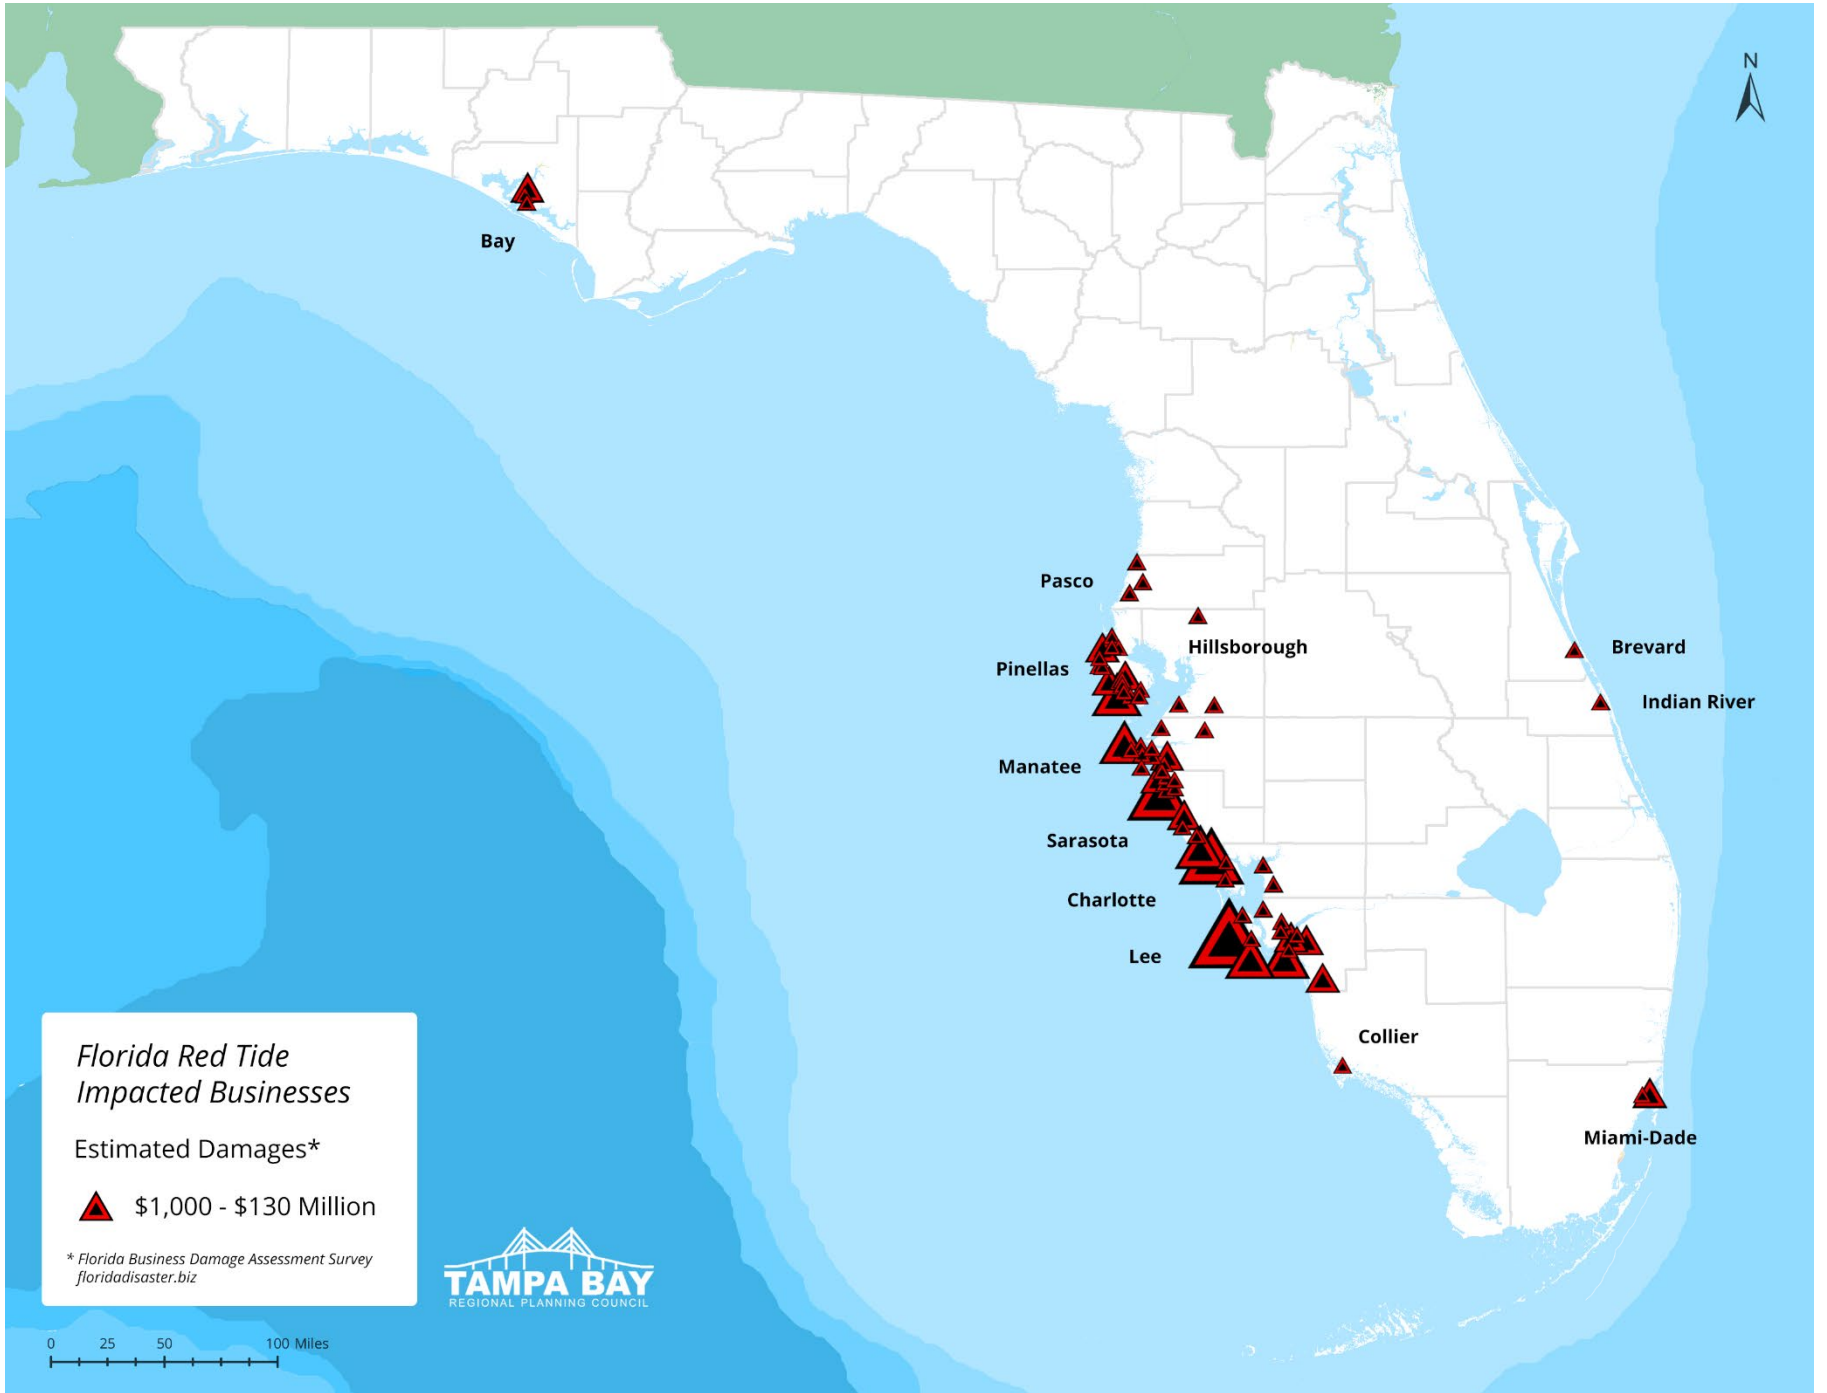 N
Bay
Pasco
Hillsborough
Brevard
Pinellas
Indian River
Manatee
Sarasota
Charlotte
Lee
Collier
Miami-Dade
Florida Red Tide
Impacted Businesses
Estimated Damages*
$1,000 - $130 Million
* Florida Business Damage Assessment Survey
floridadisaster.biz
TAMPA BAY
REGIONAL PLANNING COUNCIL
0 25 50 100 Miles